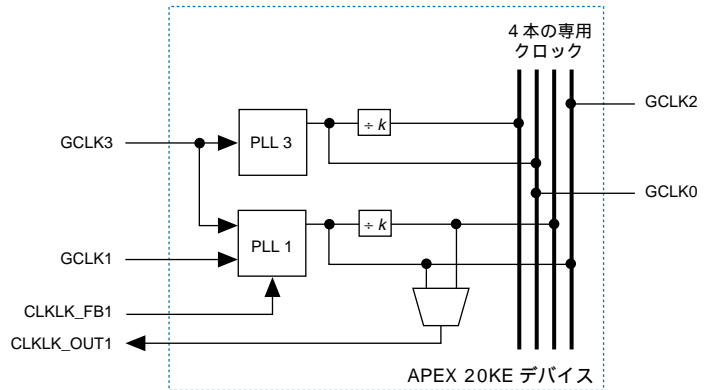 4 本の専用
クロック
GCLK2
÷ k
GCLK3
PLL 3
GCLK0
÷ k
PLL 1
GCLK1
CLKLK_FB1
CLKLK_OUT1
APEX 20KE デバイス